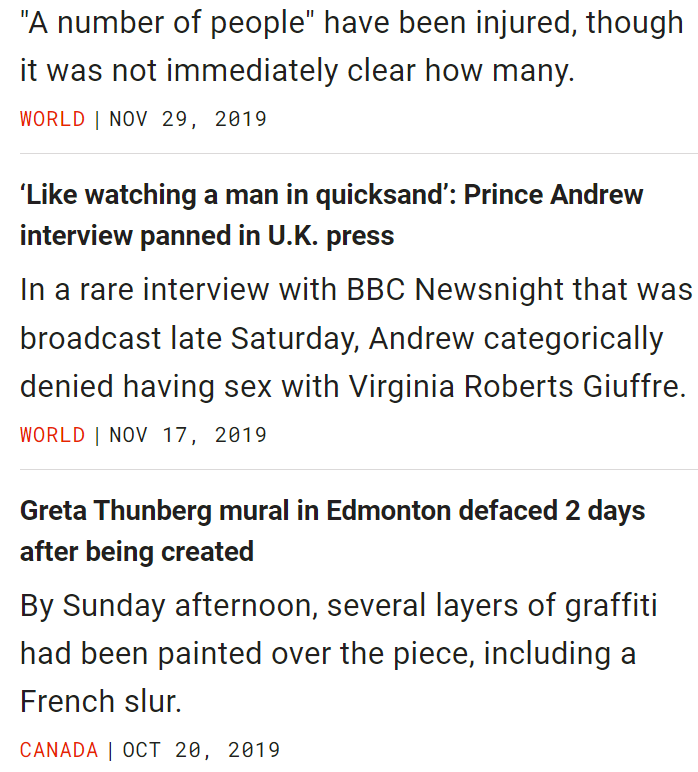 "A number of people" have been injured, though
it was not immediately clear how many.
WORLD | NOV 29, 2019
‘Like watching a man in quicksand’: Prince Andrew
interview panned in U.K. press
In a rare interview with BBC Newsnight that was
broadcast late Saturday, Andrew categorically
denied having sex with Virginia Roberts Giuffre.
WORLD | NOV 17, 2019
Greta Thunberg mural in Edmonton defaced 2 days
after being created
By Sunday afternoon, several layers of graffiti
had been painted over the piece, including a
French slur.
CANADA | OCT 20, 2019